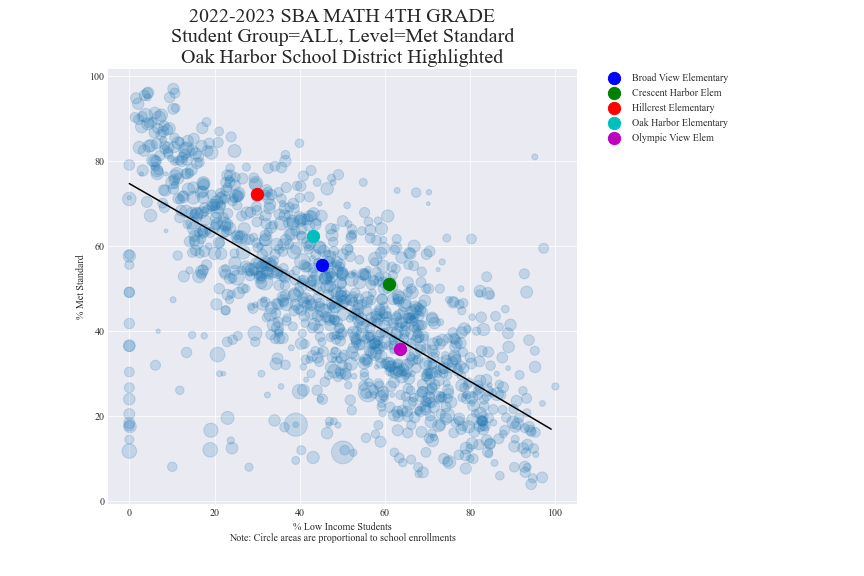 2022-2023 SBA MATH 4TH GRADE
Student Group=ALL, Level=Met Standard
Oak Harbor School District Highlighted
Broad View Elementary
Crescent Harbor Elem
Hillcrest Elementary
Oak Harbor Elementary
Olympic View Elem
% Met Standard
100
80
60
40
20
0
0 20 40 60 80 100
% Low Income Students
Note: Circle areas are proportional to school enrollments